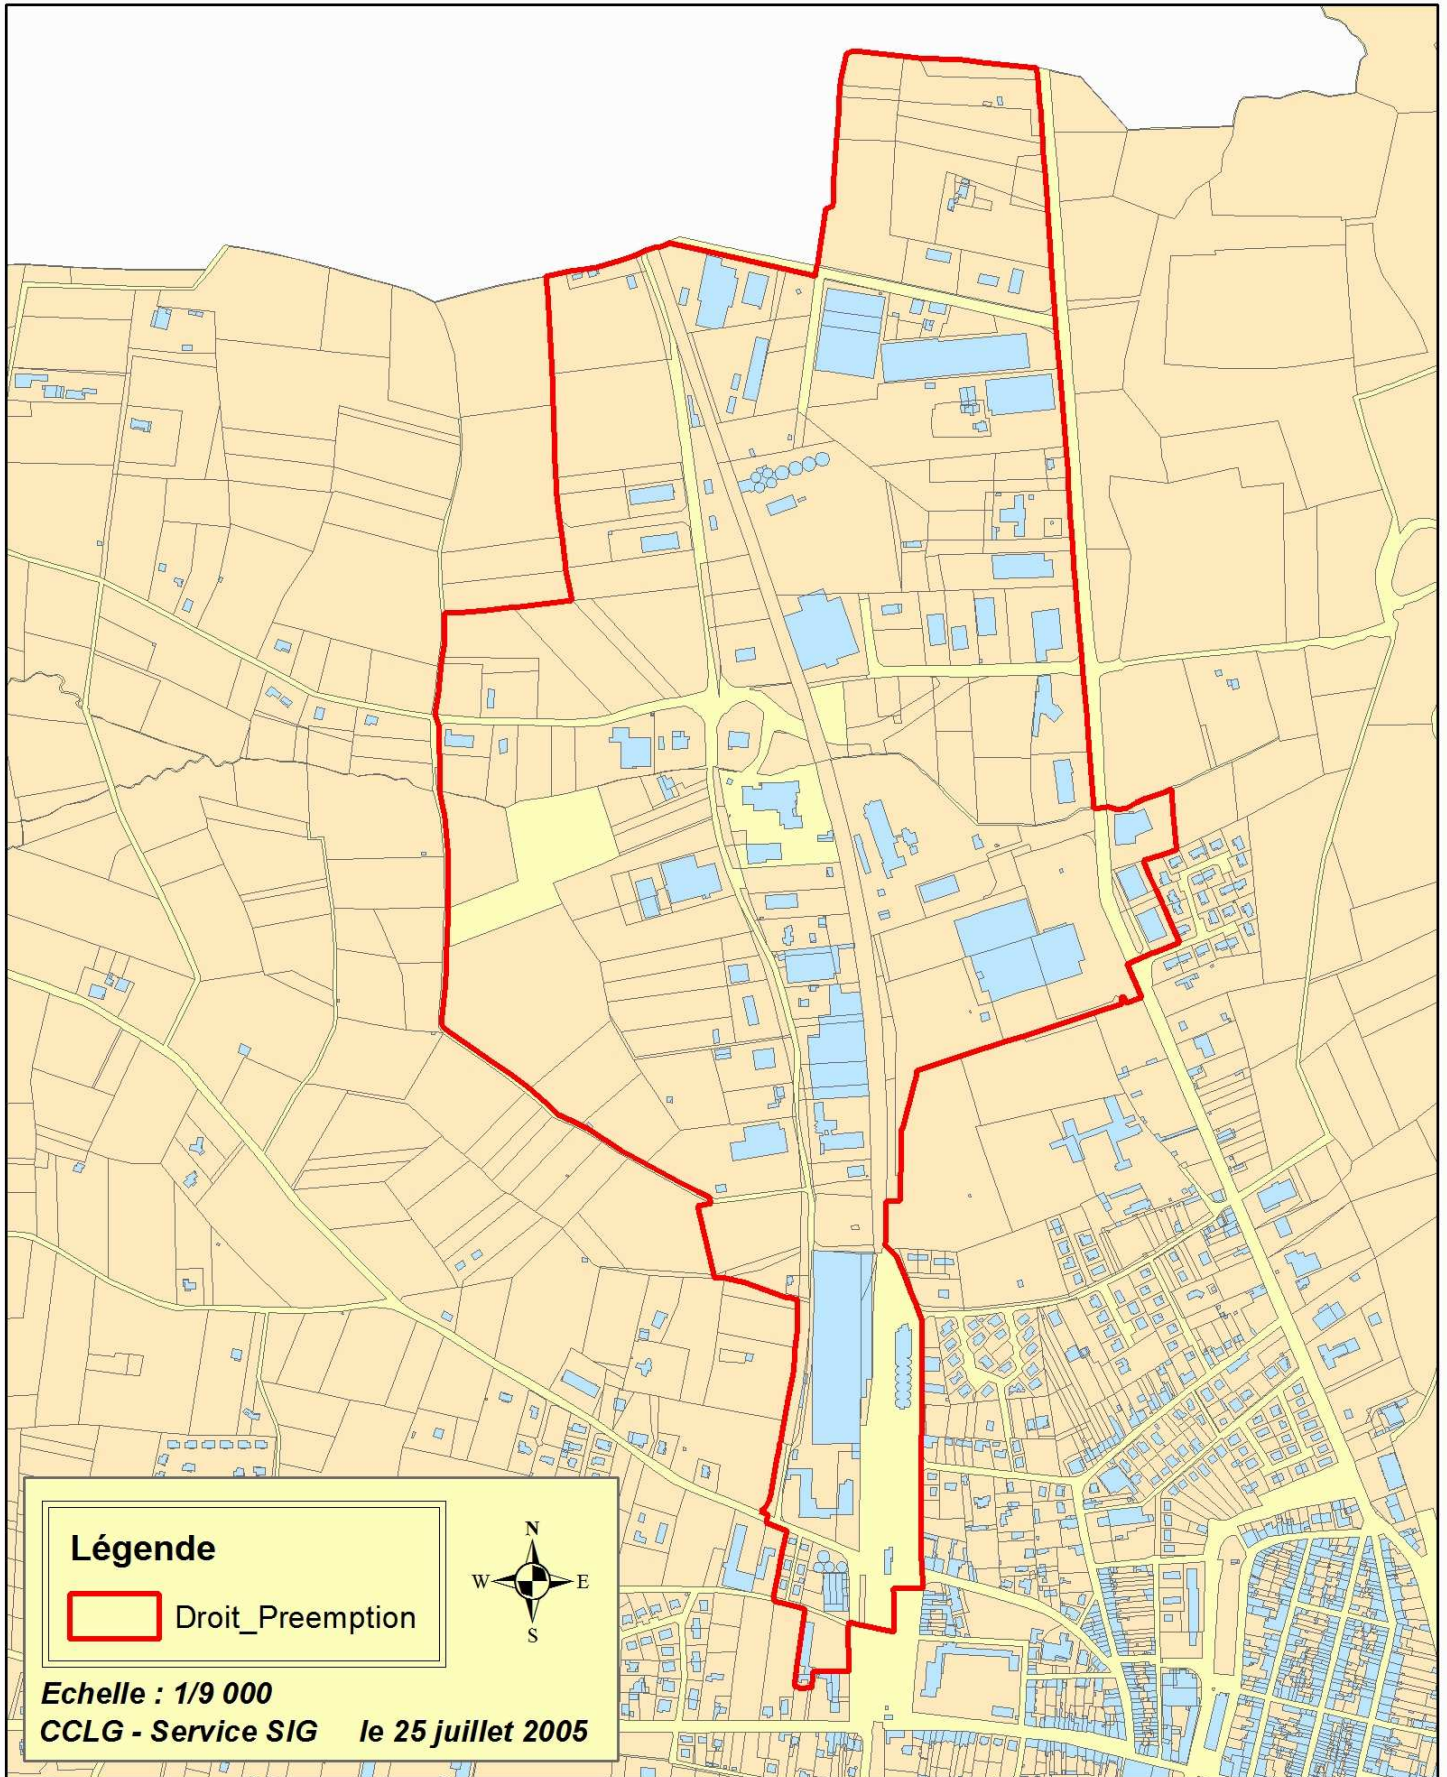 Légende
N
W E
S
Droit_Preemption
Echelle : 1/9 000
CCLG - Service SIG le 25 juillet 2005